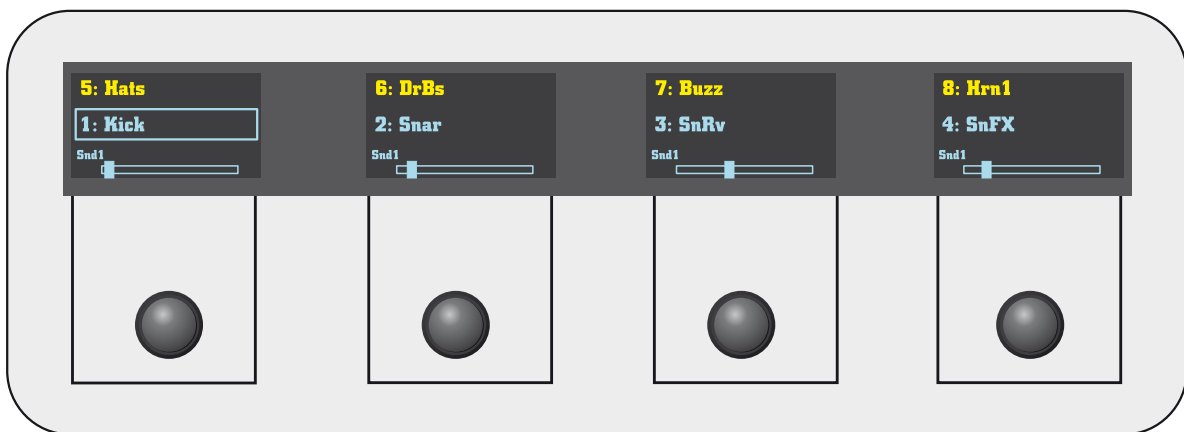 5: Hats
1: Kick
Snd1
6: DrBs
2: Snar
Snd1
7: Buzz
3: SnRv
Snd1
8: Hrn1
4: SnFX
Snd1